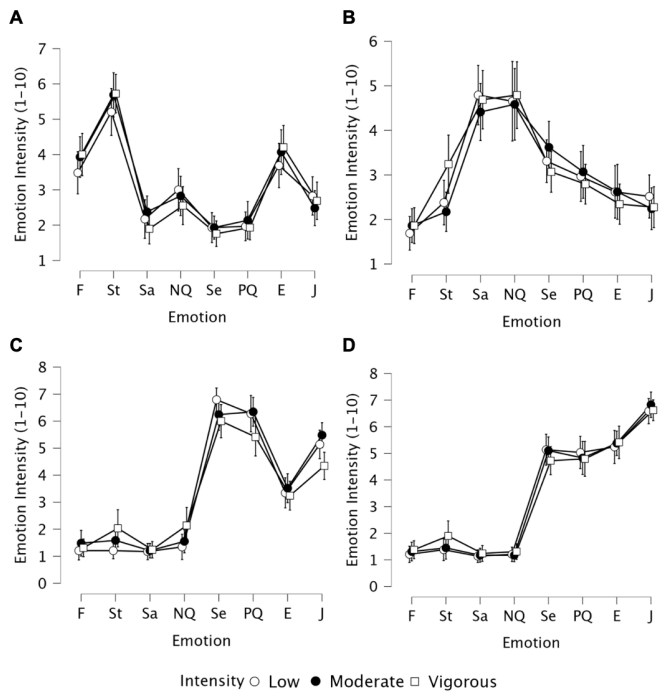 A
Emotion Intensity (1–10)
7
6
5
4
3
2
1
F St Sa NQ Se PQ E J
Emotion
B
Emotion Intensity (1–10)
6
5
4
3
2
1
F St Sa NQ Se PQ E J
Emotion
C
Emotion Intensity (1–10)
8
7
6
5
4
3
2
1
0
F St Sa NQ Se PQ E J
Emotion
D
Emotion Intensity (1–10)
8
7
6
5
4
3
2
1
0
F St Sa NQ Se PQ E J
Emotion
Intensity Low Moderate Vigorous